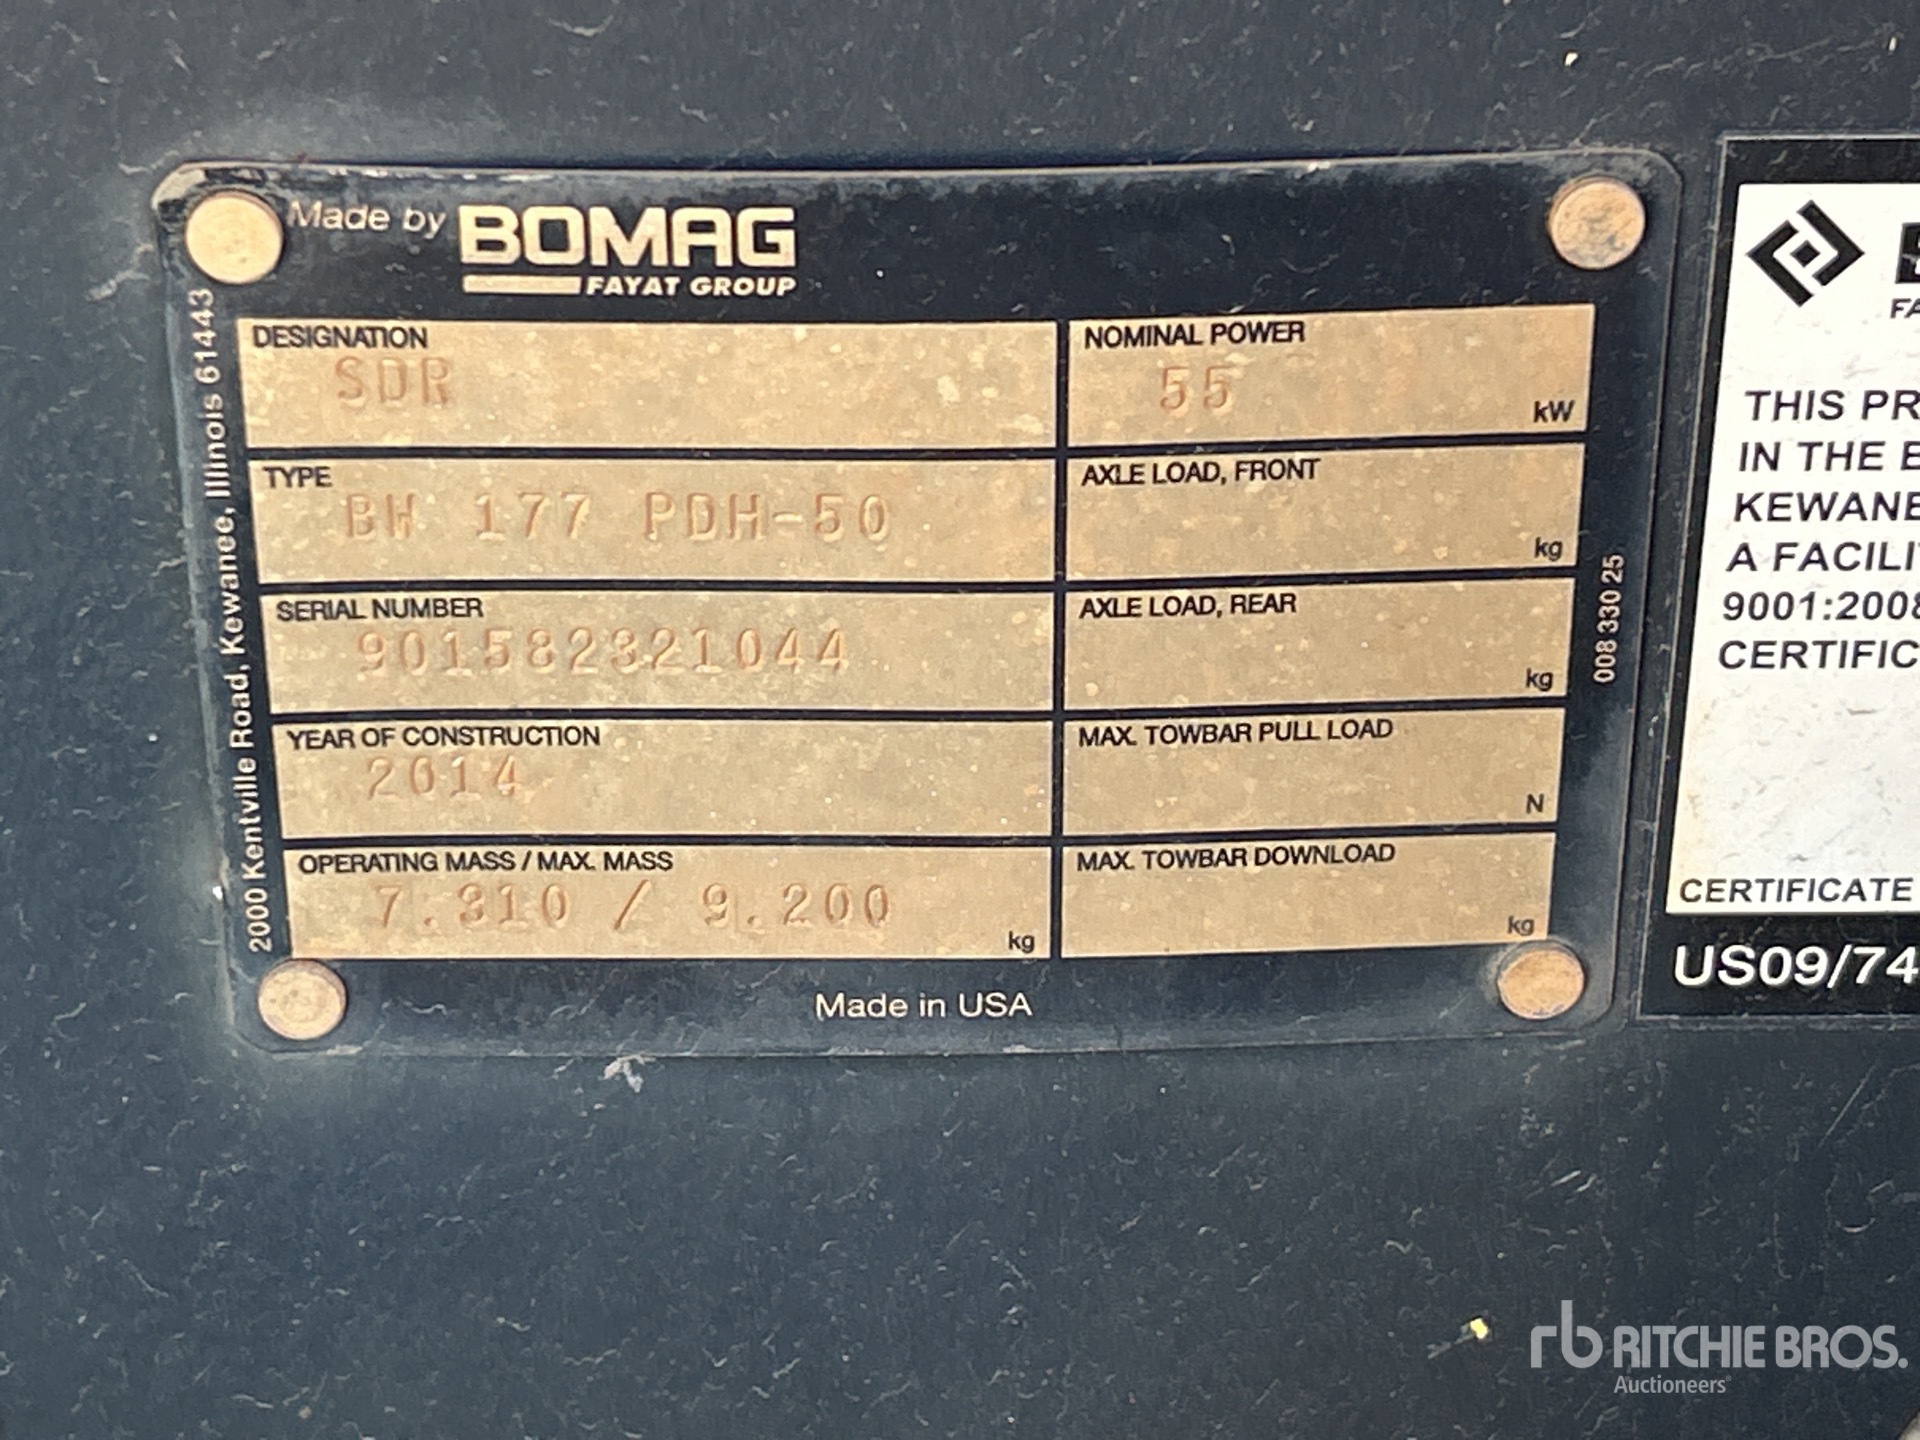 Made by BOMAG
FAYAT GROUP
2000 Kentville Road, Kewanee, Illinois 61443
DESIGNATION
SDR
NOMINAL POWER
55
kW
TYPE
BW 177 PDH-50
AXLE LOAD, FRONT
kg
SERIAL NUMBER
901582321044
AXLE LOAD, REAR
kg
YEAR OF CONSTRUCTION
2014
MAX. TOWBAR PULL LOAD
N
OPERATING MASS / MAX. MASS
7.310 / 9.200
kg
MAX. TOWBAR DOWNLOAD
kg
Made in USA
008 330 25
THIS PR
IN THE
KEWANE
A FACILI
9001:2008
CERTIFIC
CERTIFICATE
US09/74
rb RITCHIE BROS.
Auctioneers